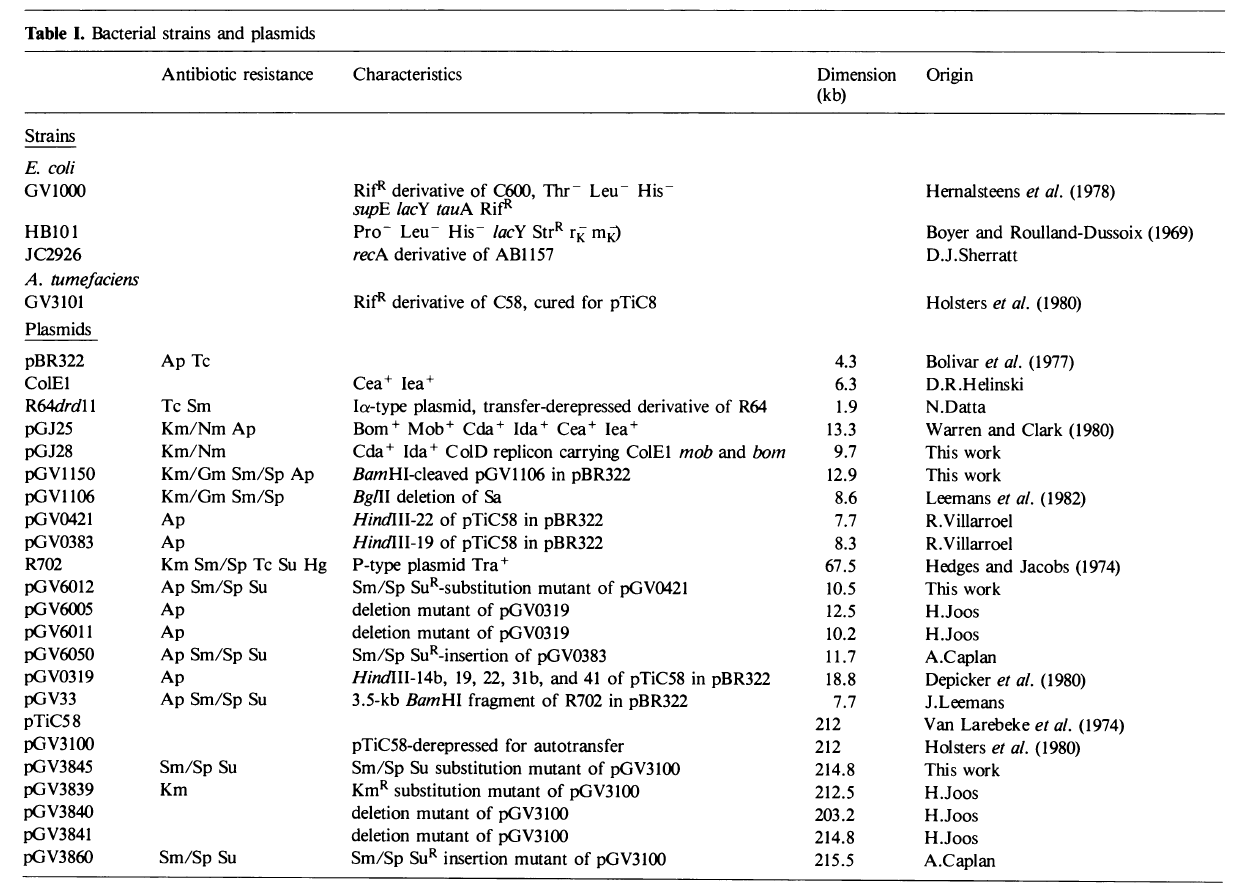 Table I. Bacterial strains and plasmids
Antibiotic resistance Characteristics Dimension (kb) Origin
Strains
E. coli
GV1000 Rifᴿ derivative of C600, Thr⁻ Leu⁻ His⁻ Hernalsteens et al. (1978)
supE lacY tauA Rifᴿ
HB101 Pro⁻ Leu⁻ His⁻ lacY Strᴿ r_K⁻ m_K⁻) Boyer and Roulland-Dussoix (1969)
JC2926 recA derivative of AB1157 D.J.Sherratt
A. tumefaciens
GV3101 Rifᴿ derivative of C58, cured for pTiC8 Holsters et al. (1980)
Plasmids
pBR322 Ap Tc 4.3 Bolivar et al. (1977)
ColE1 Cea⁺ Iea⁺ 6.3 D.R.Helinski
R64drd11 Tc Sm Iα-type plasmid, transfer-derepressed derivative of R64 1.9 N.Datta
pGJ25 Km/Nm Ap Bom⁺ Mob⁺ Cda⁺ Ida⁺ Cea⁺ Iea⁺ 13.3 Warren and Clark (1980)
pGJ28 Km/Nm Cda⁺ Ida⁺ ColD replicon carrying ColE1 mob and bom 9.7 This work
pGV1150 Km/Gm Sm/Sp Ap BamHI-cleaved pGV1106 in pBR322 12.9 This work
pGV1106 Km/Gm Sm/Sp BglII deletion of Sa 8.6 Leemans et al. (1982)
pGV0421 Ap HindIII-22 of pTiC58 in pBR322 7.7 R.Villarroel
pGV0383 Ap HindIII-19 of pTiC58 in pBR322 8.3 R.Villarroel
R702 Km Sm/Sp Tc Su Hg P-type plasmid Tra⁺ 67.5 Hedges and Jacobs (1974)
pGV6012 Ap Sm/Sp Su Sm/Sp Suᴿ-substitution mutant of pGV0421 10.5 This work
pGV6005 Ap deletion mutant of pGV0319 12.5 H.Joos
pGV6011 Ap deletion mutant of pGV0319 10.2 H.Joos
pGV6050 Ap Sm/Sp Su Sm/Sp Suᴿ-insertion of pGV0383 11.7 A.Caplan
pGV0319 Ap HindIII-14b, 19, 22, 31b, and 41 of pTiC58 in pBR322 18.8 Depicker et al. (1980)
pGV33 Ap Sm/Sp Su 3.5-kb BamHI fragment of R702 in pBR322 7.7 J.Leemans
pTiC58 212 Van Larebeke et al. (1974)
pGV3100 pTiC58-derepressed for autotransfer 212 Holsters et al. (1980)
pGV3845 Sm/Sp Su Sm/Sp Su substitution mutant of pGV3100 214.8 This work
pGV3839 Km Kmᴿ substitution mutant of pGV3100 212.5 H.Joos
pGV3840 deletion mutant of pGV3100 203.2 H.Joos
pGV3841 deletion mutant of pGV3100 214.8 H.Joos
pGV3860 Sm/Sp Su Sm/Sp Suᴿ insertion mutant of pGV3100 215.5 A.Caplan